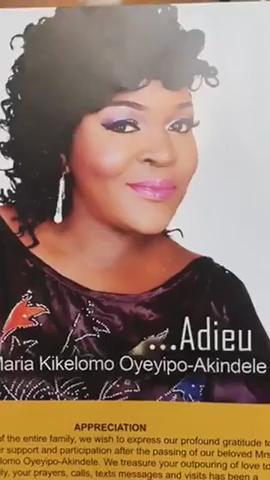 ...Adieu
Maria Kikelomo Oyeyipo-Akindele
APPRECIATION
of the entire family, we wish to express our profound gratitude to
support and participation after the passing of our beloved Mrs
Oyeyipo-Akindele. We treasure your outpouring of love to
your prayers, calls, texts messages and visits has been a